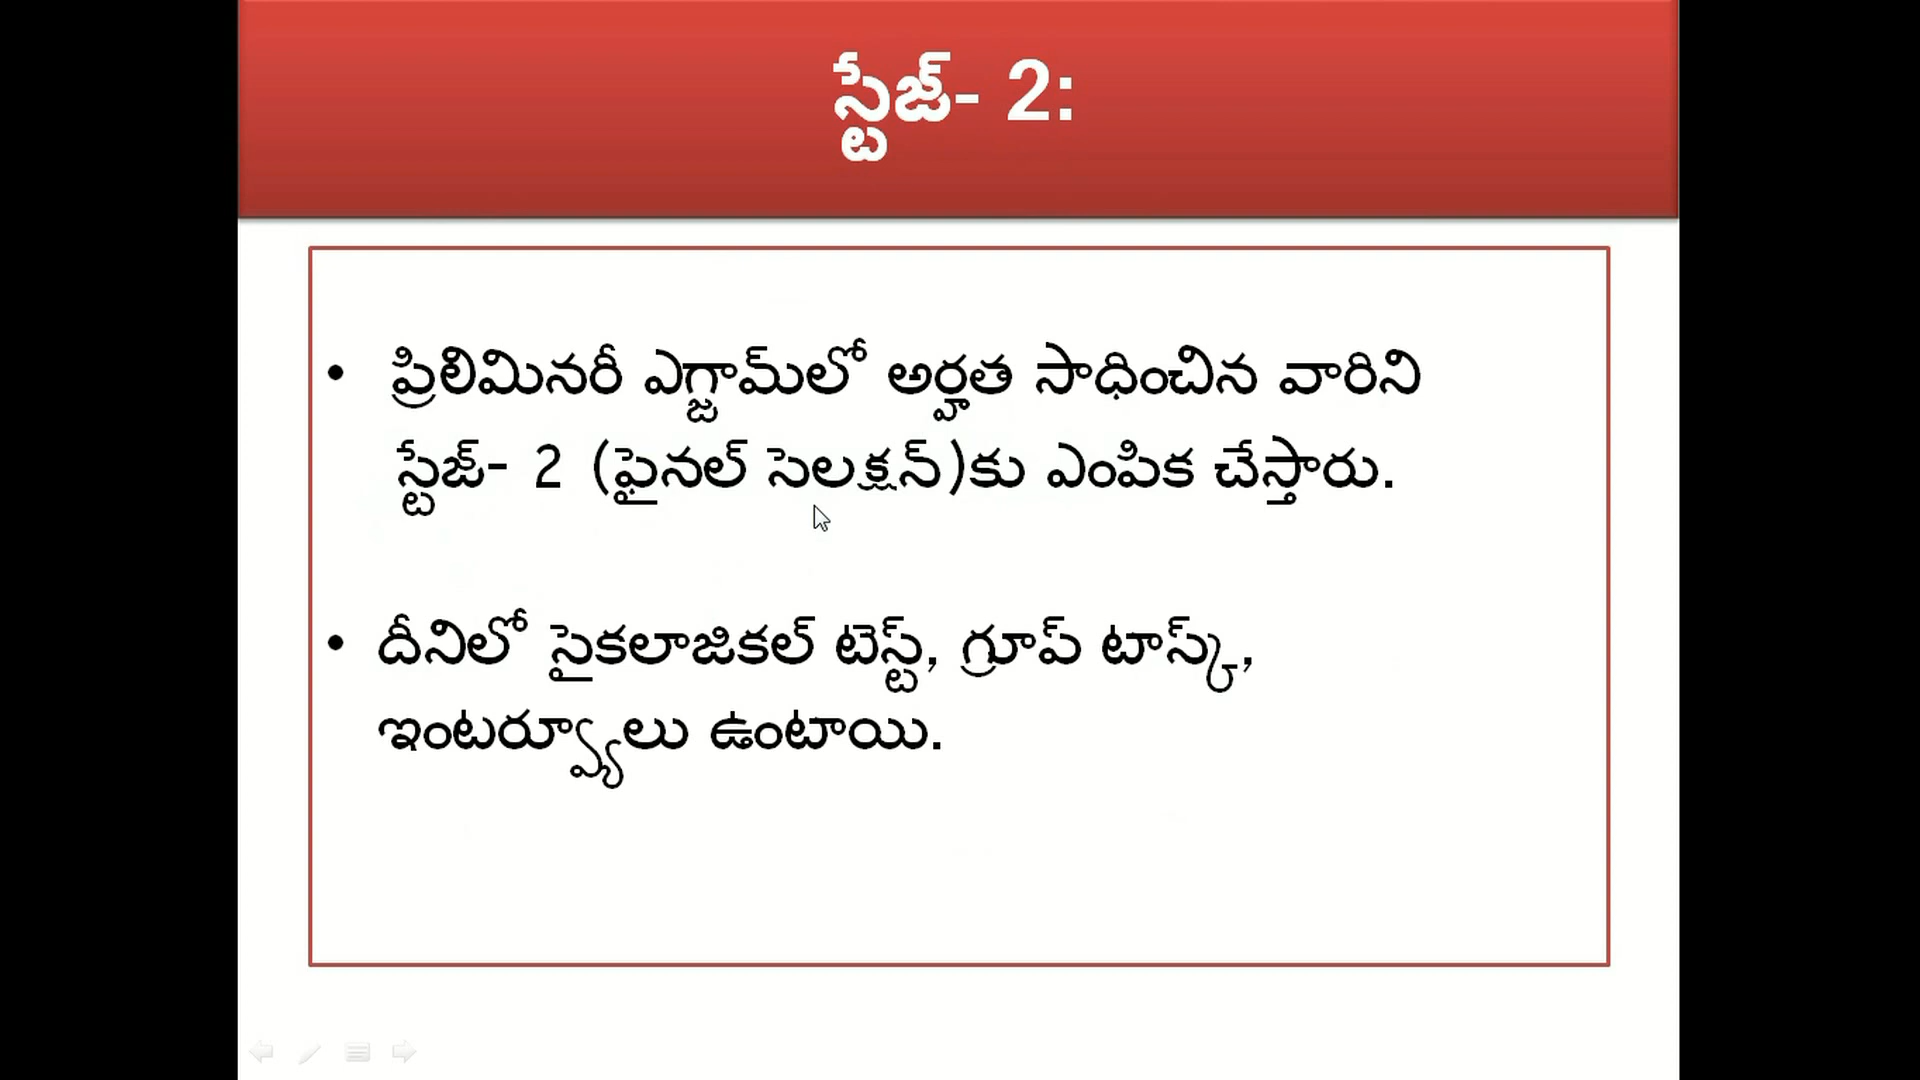 స్టేజ్- 2:
• ప్రిలిమినరీ ఎగ్జామ్‌లో అర్హత సాధించిన వారిని
స్టేజ్- 2 (ఫైనల్ సెలక్షన్)కు ఎంపిక చేస్తారు.
• దీనిలో సైకలాజికల్ టెస్ట్, గ్రూప్ టాస్క్,
ఇంటర్వ్యూలు ఉంటాయి.